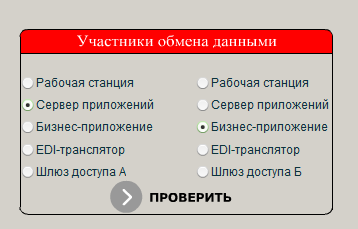 Участники обмена данными
Рабочая станция Рабочая станция
Сервер приложений Сервер приложений
Бизнес-приложение Бизнес-приложение
EDI-транслятор EDI-транслятор
Шлюз доступа А Шлюз доступа Б
ПРОВЕРИТЬ